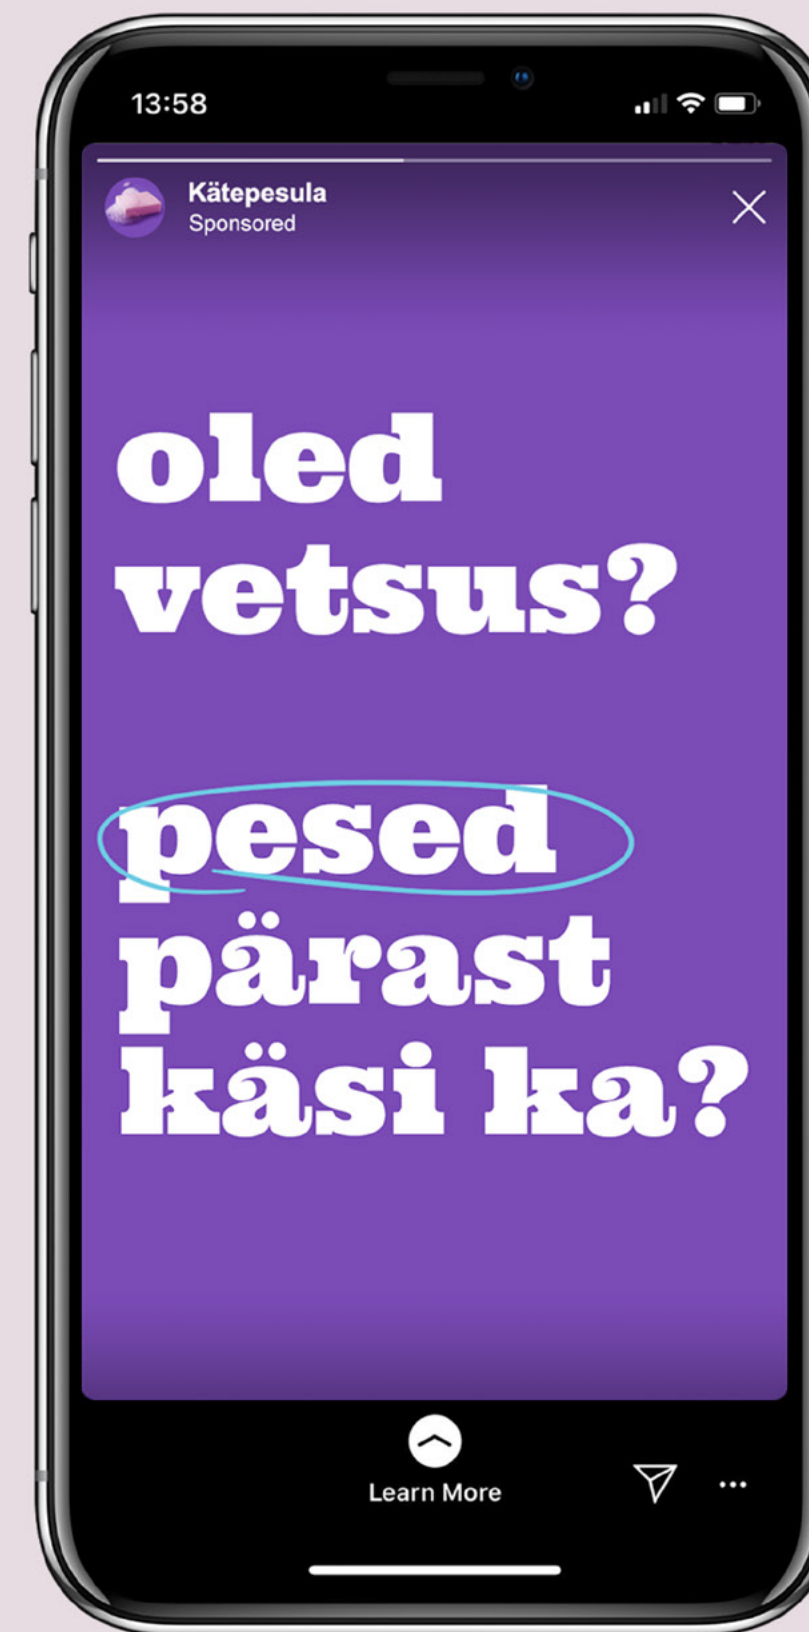 13:58
Kätepesula
Sponsored
oled
vetsus?
pesed
pärast
käsi ka?
Learn More